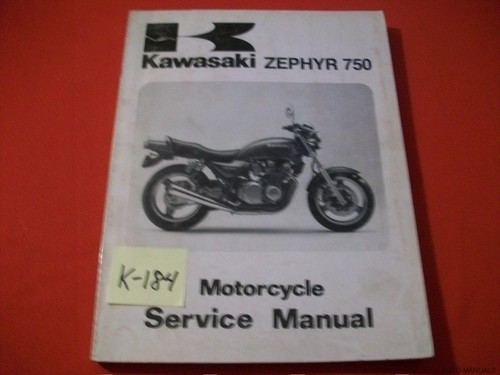 Kawasaki ZEPHYR 750
K-184
Motorcycle
Service Manual